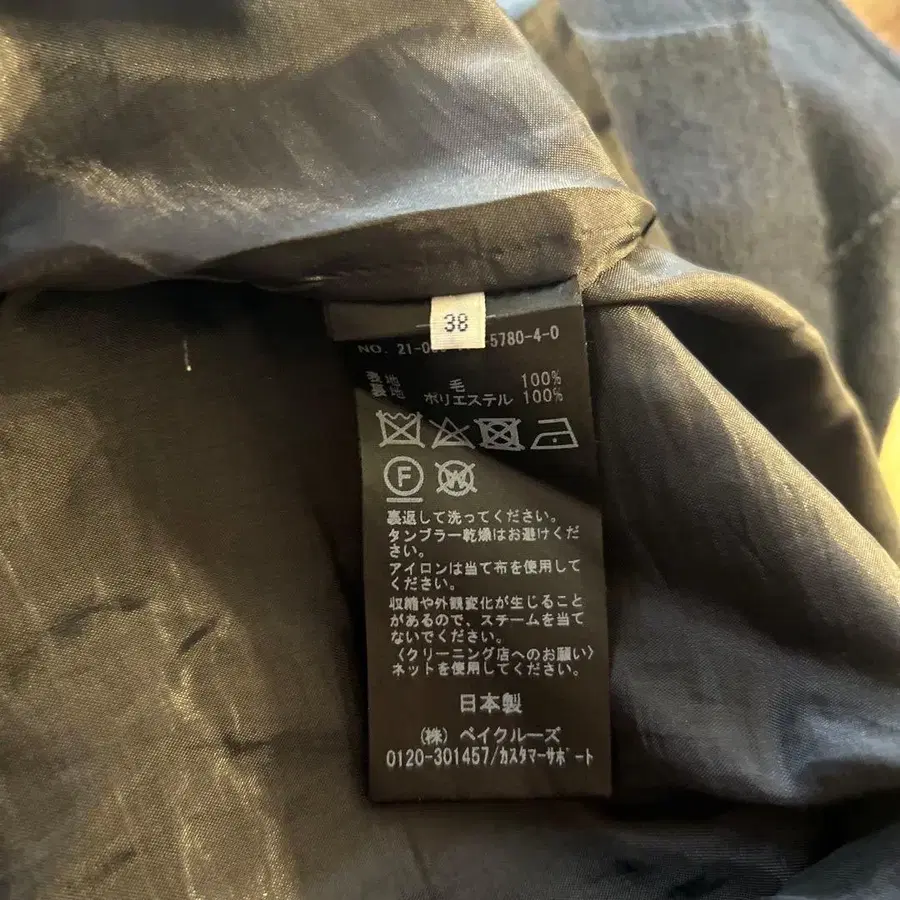 38
NO. 21-0 5780-4-0
表地 毛 100%
裏地 ポリエステル 100%
F
W
裏返して洗ってください。
タンブラー乾燥はお避けくだ
さい。
アイロンは当て布を使用して
ください。
収縮や外観変化が生じること
があるので、スチームを当て
ないでください。
〈クリーニング店へのお願い〉
ネットを使用してください。
日本製
(株) ベイクルーズ
0120-301457/ｶｽﾀﾏｰｻﾎﾟｰﾄ